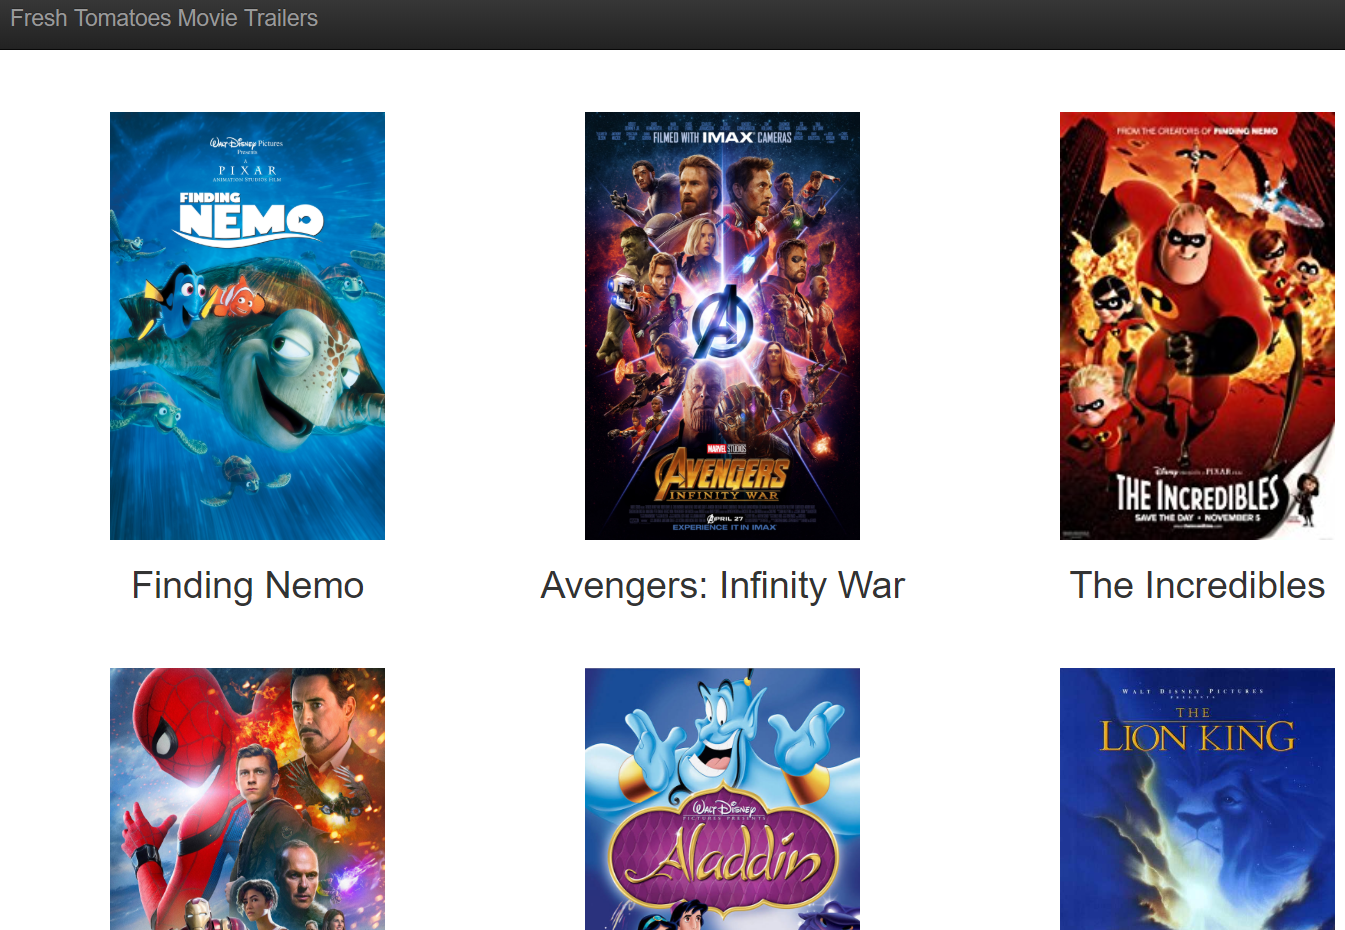 Fresh Tomatoes Movie Trailers
WALT DISNEY Pictures
Presents
A
PIXAR
ANIMATION STUDIOS FILM
FINDING
NEMO
FILMED WITH IMAX CAMERAS
MARVEL STUDIOS
AVENGERS
INFINITY WAR
APRIL 27
EXPERIENCE IT IN IMAX
FROM THE CREATORS OF FINDING NEMO
DISNEY PRESENTS A PIXAR FILM
THE INCREDIBLES
SAVE THE DAY • NOVEMBER 5
Finding Nemo
Avengers: Infinity War
The Incredibles
WALT DISNEY
PICTURES PRESENTS
Aladdin
WALT DISNEY PICTURES
PRESENTS
THE
LION KING